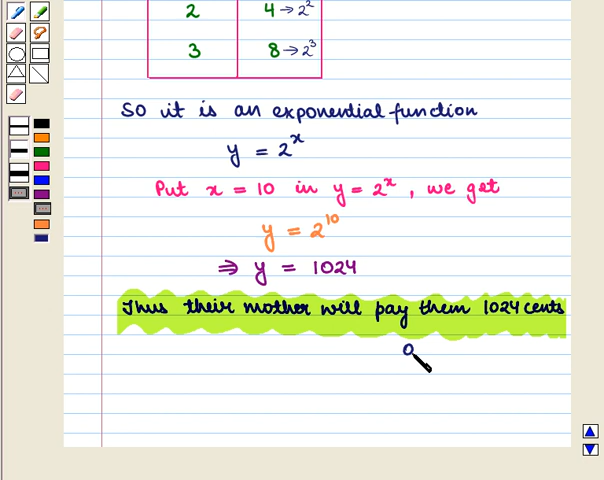 2 4 → 2²
3 8 → 2³
So it is an exponential function
y = 2ˣ
Put x = 10 in y = 2ˣ , we get
y = 2¹⁰
⇒ y = 1024
Thus their mother will pay them 1024 cents
o